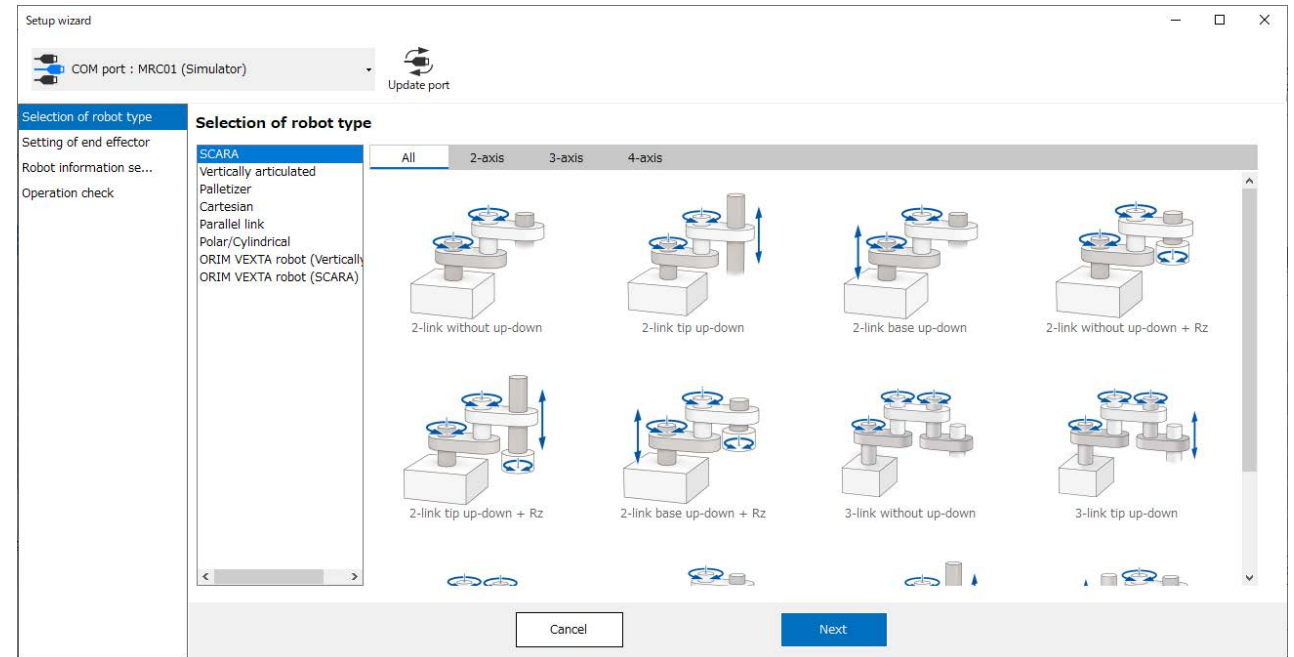 Setup wizard
COM port : MRC01 (Simulator)
Update port
Selection of robot type
Setting of end effector
Robot information se...
Operation check
Selection of robot type
SCARA
Vertically articulated
Palletizer
Cartesian
Parallel link
Polar/Cylindrical
ORIM VEXTA robot (Vertically
ORIM VEXTA robot (SCARA)
All 2-axis 3-axis 4-axis
2-link without up-down
2-link tip up-down
2-link base up-down
2-link without up-down + Rz
2-link tip up-down + Rz
2-link base up-down + Rz
3-link without up-down
3-link tip up-down
Cancel
Next